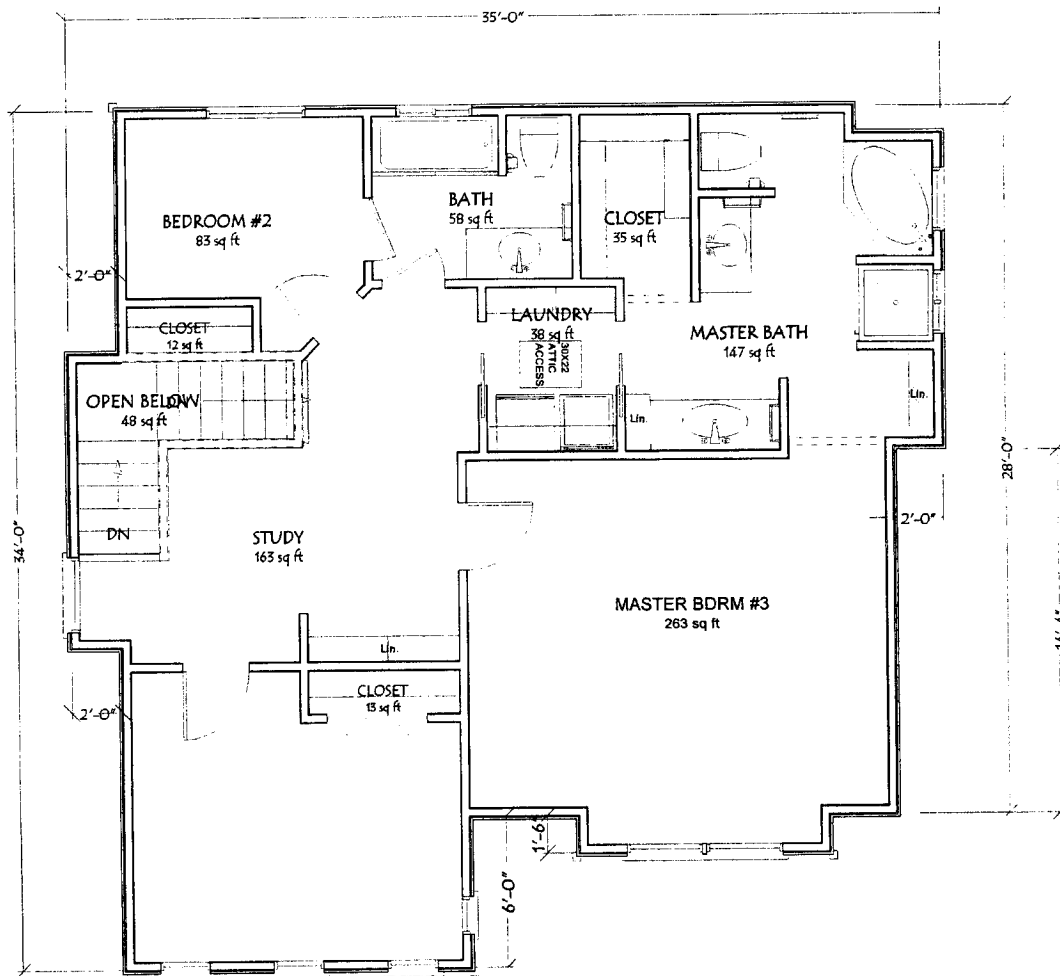 35'-0"
BEDROOM #2
83 sq ft
BATH
58 sq ft
CLOSET
35 sq ft
2'-0"
CLOSET
12 sq ft
LAUNDRY
38 sq ft
30X22
ATTIC
ACCESS
MASTER BATH
147 sq ft
OPEN BELOW
48 sq ft
DN
Lin.
Lin.
28'-0"
34'-0"
DN
STUDY
163 sq ft
2'-0"
MASTER BDRM #3
263 sq ft
Lin.
CLOSET
13 sq ft
2'-0"
1'-6"
6'-0"